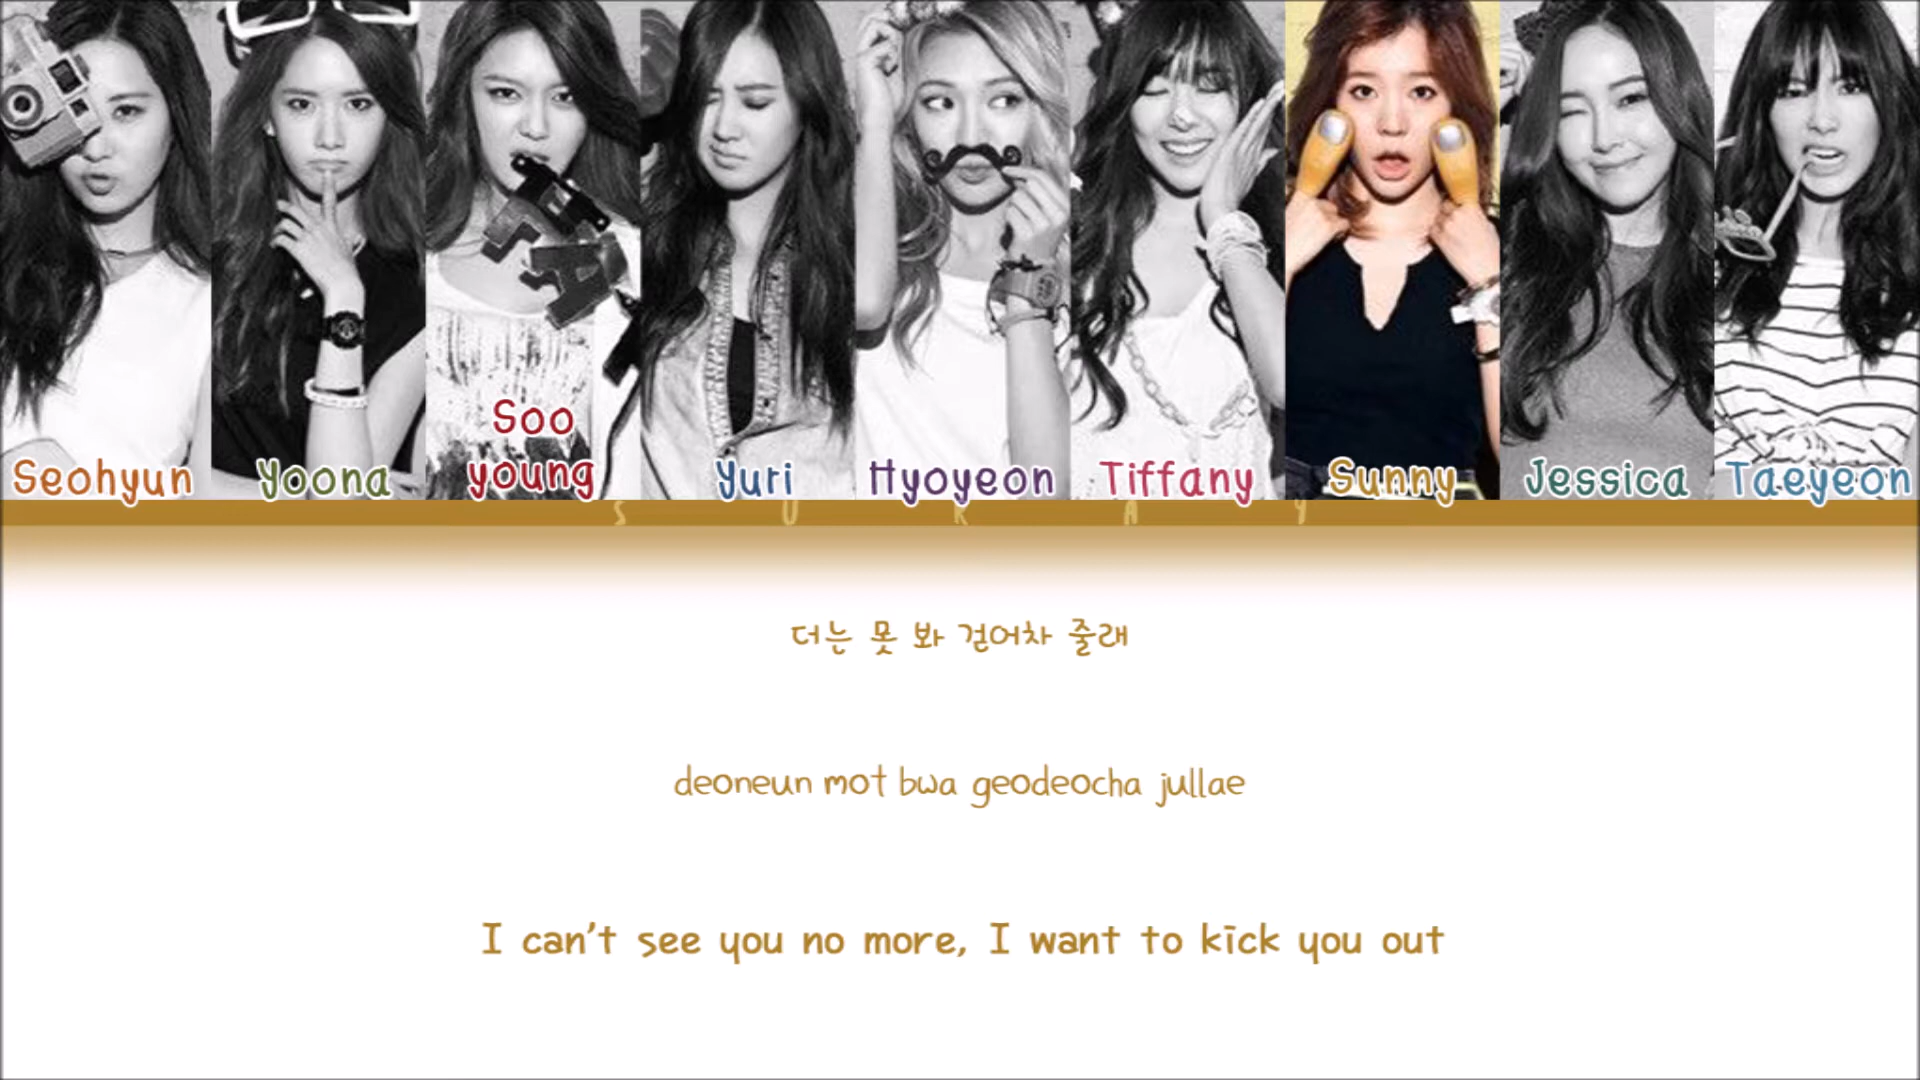 Seohyun
Yoona
Soo
young
Yuri
Hyoyeon
Tiffany
Sunny
Jessica
Taeyeon
더는 못 봐 걷어차 줄래
deoneun mot bwa geodeocha jullae
I can't see you no more, I want to kick you out